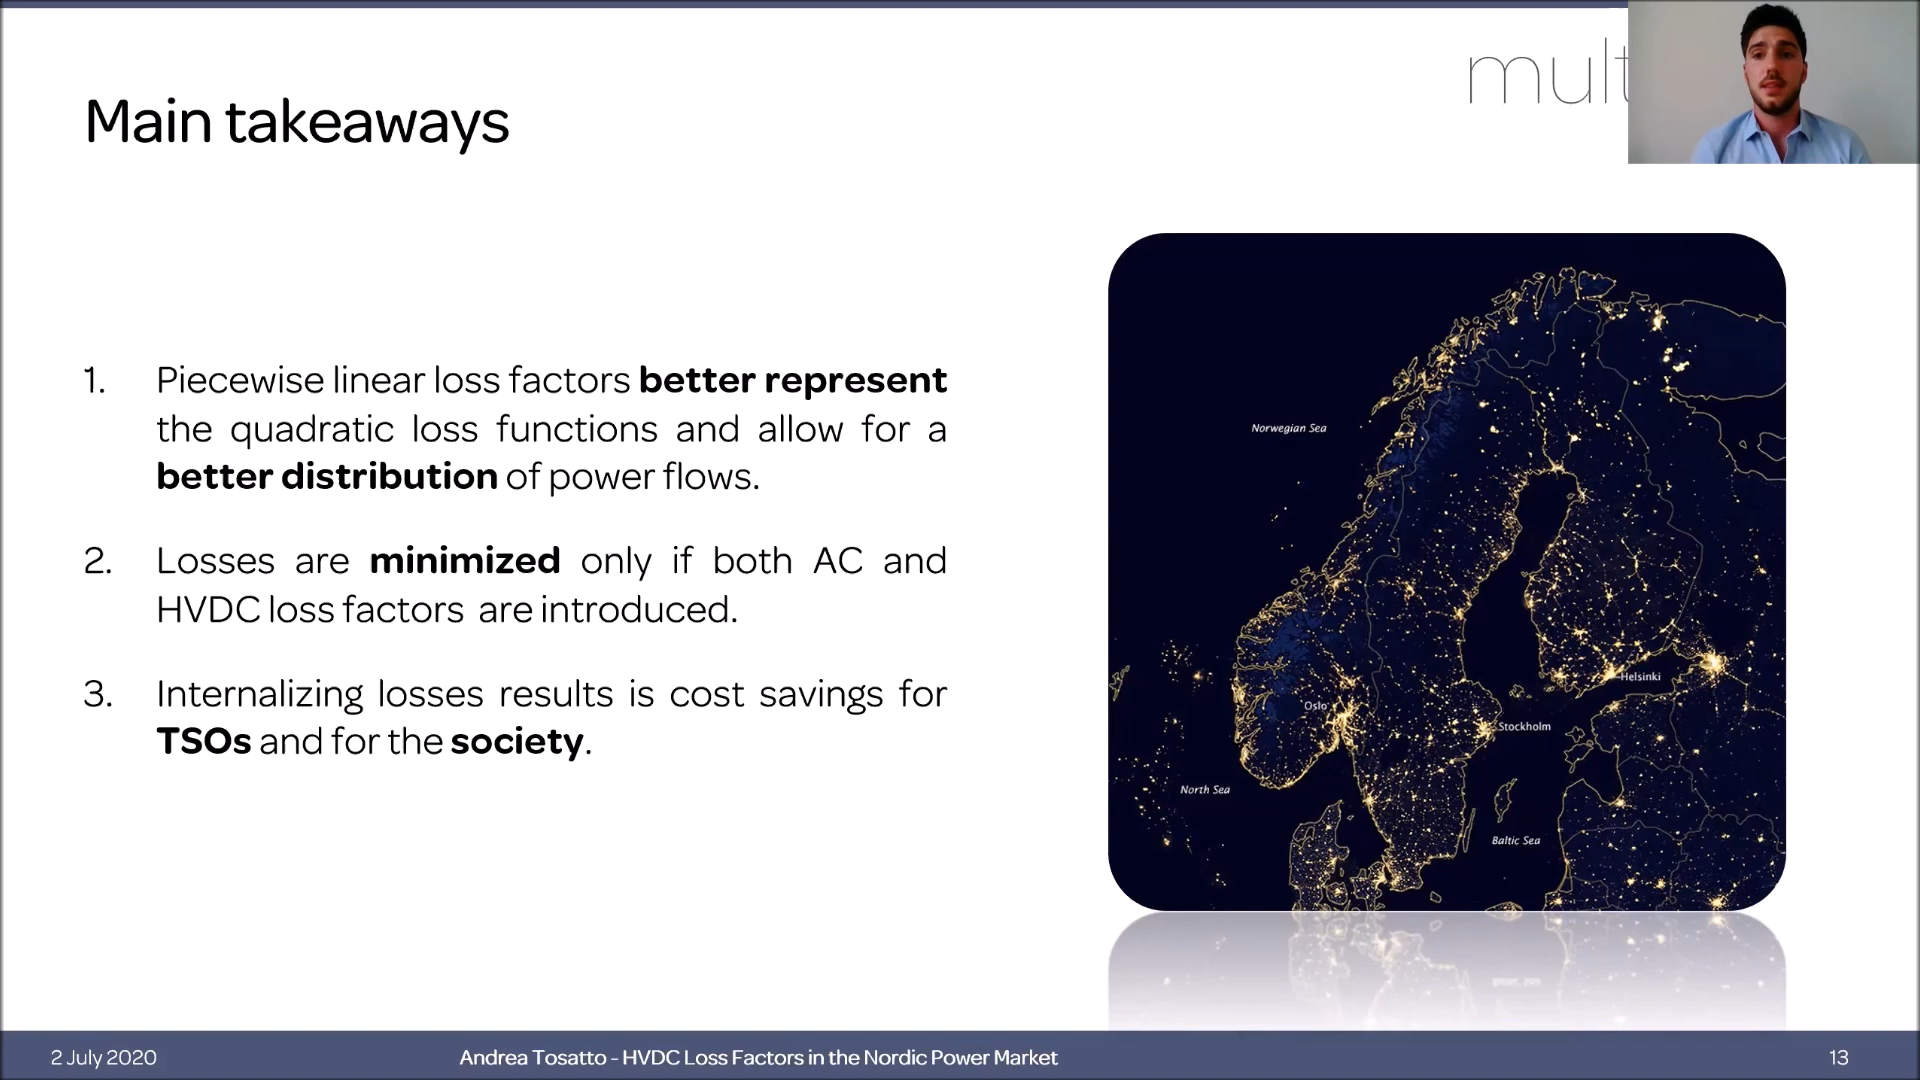 mult
Main takeaways
1. Piecewise linear loss factors better represent
the quadratic loss functions and allow for a
better distribution of power flows.
2. Losses are minimized only if both AC and
HVDC loss factors are introduced.
3. Internalizing losses results is cost savings for
TSOs and for the society.
Norwegian Sea
Helsinki
Oslo
Stockholm
North Sea
Baltic Sea
2 July 2020
Andrea Tosatto - HVDC Loss Factors in the Nordic Power Market
13